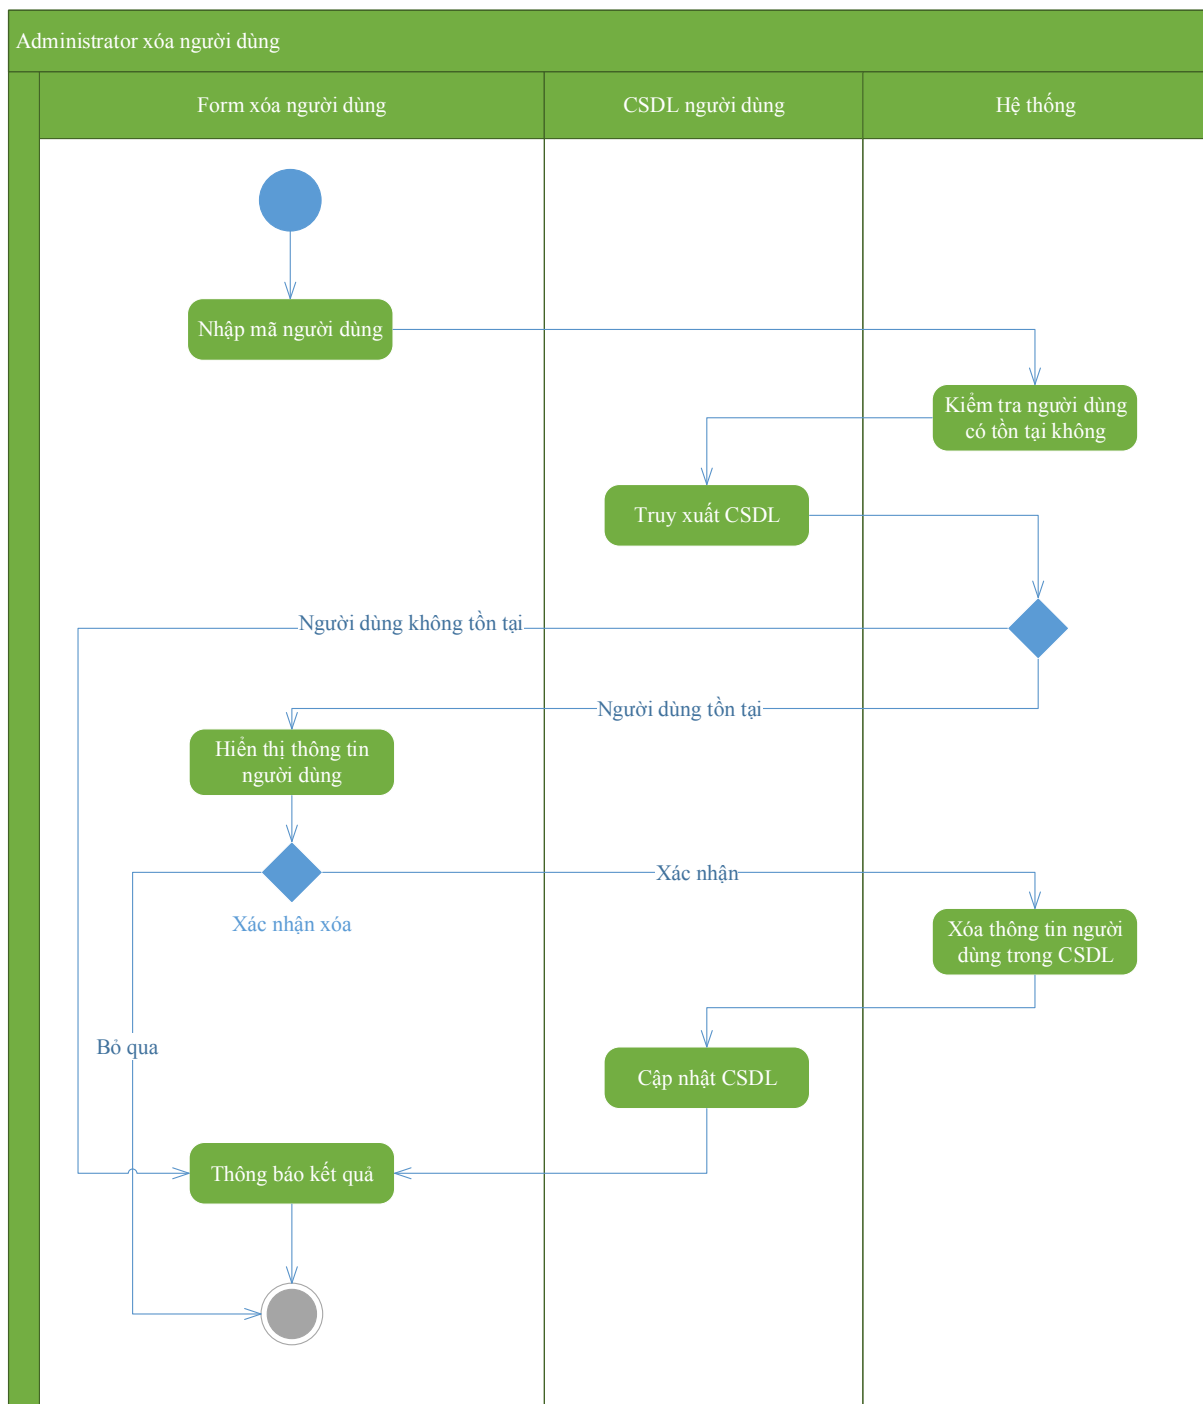 Administrator xóa người dùng
Form xóa người dùng
CSDL người dùng
Hệ thống
Nhập mã người dùng
Kiểm tra người dùng
có tồn tại không
Truy xuất CSDL
Người dùng không tồn tại
Người dùng tồn tại
Hiển thị thông tin
người dùng
Xác nhận
Xác nhận xóa
Xóa thông tin người
dùng trong CSDL
Bỏ qua
Cập nhật CSDL
Thông báo kết quả